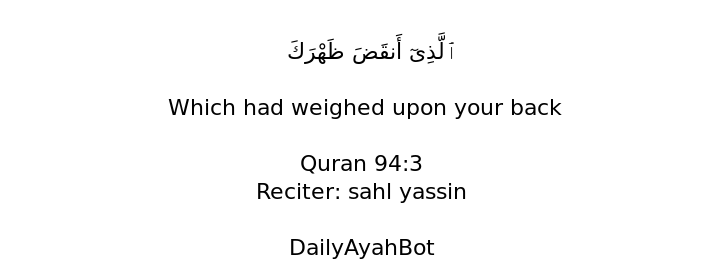 ٱلَّذِىٓ أَنقَضَ ظَهْرَكَ
Which had weighed upon your back
Quran 94:3
Reciter: sahl yassin
DailyAyahBot